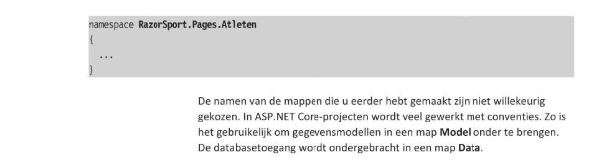 namespace RazorSport.Pages.Atleten
{
...
}
De namen van de mappen die u eerder hebt gemaakt zijn niet willekeurig
gekozen. In ASP.NET Core-projecten wordt veel gewerkt met conventies. Zo is
het gebruikelijk om gegevensmodellen in een map Model onder te brengen.
De databasetoegang wordt ondergebracht in een map Data.